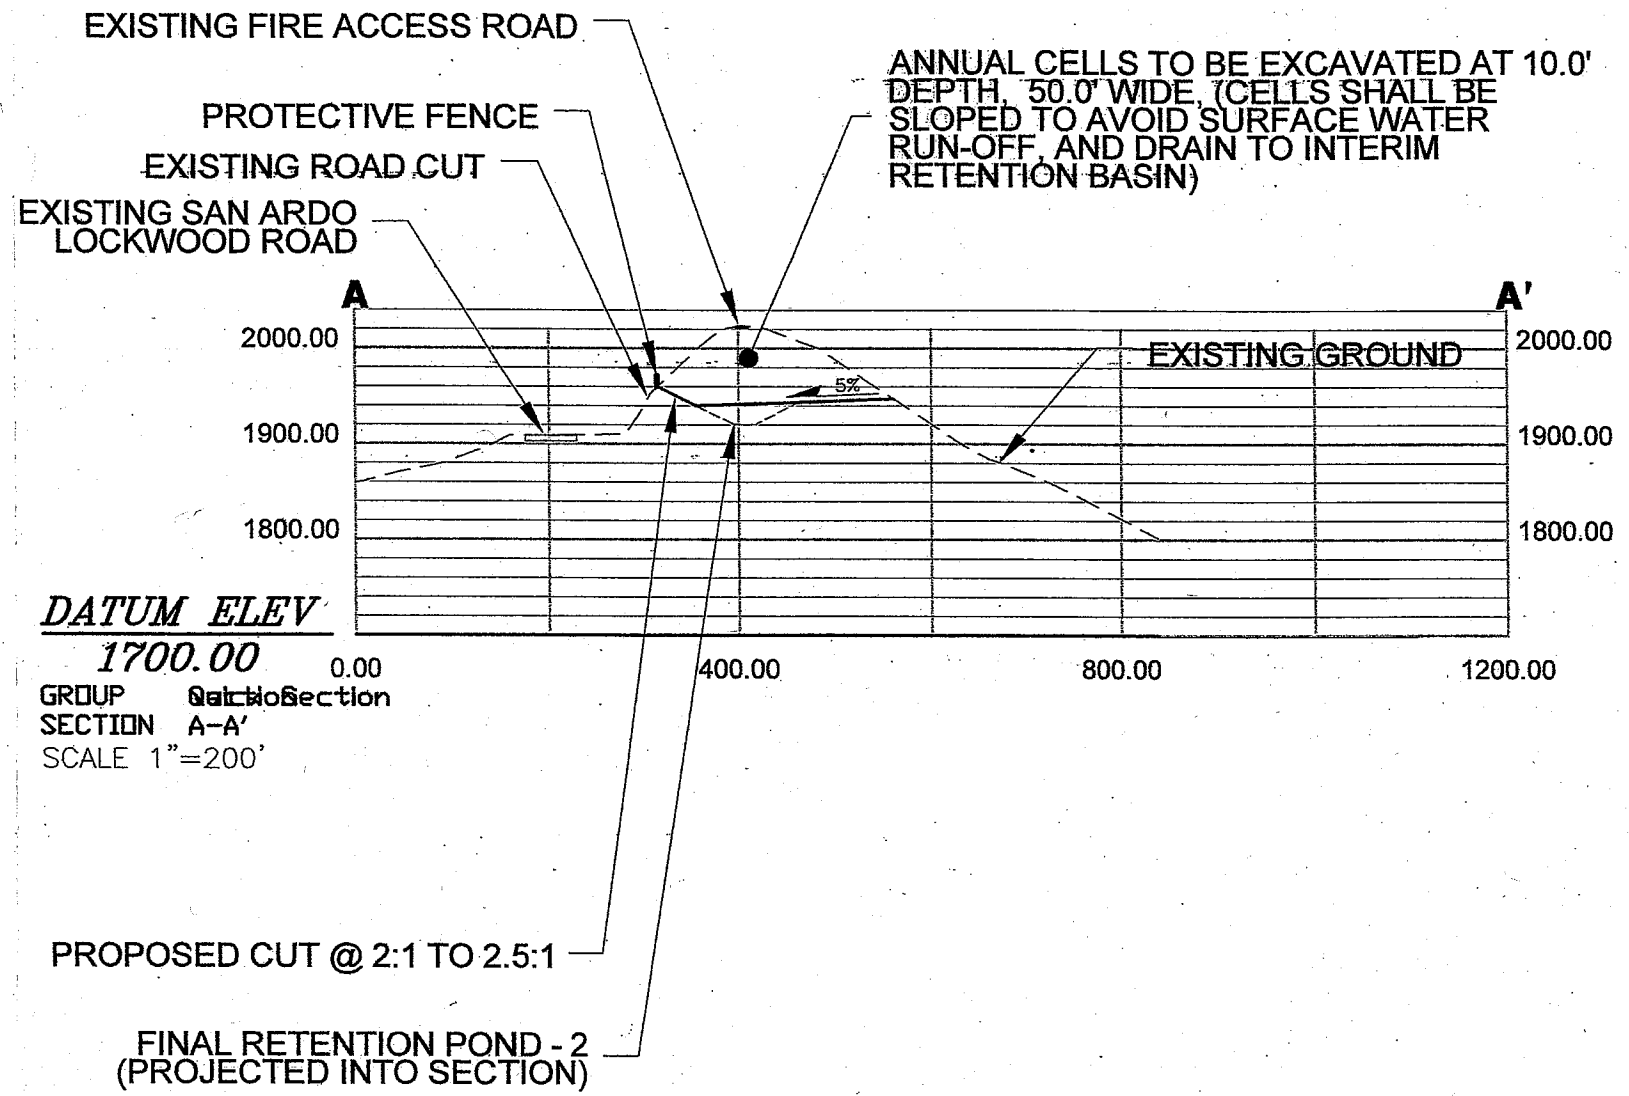 EXISTING FIRE ACCESS ROAD
ANNUAL CELLS TO BE EXCAVATED AT 10.0'
DEPTH, 50.0' WIDE, (CELLS SHALL BE
SLOPED TO AVOID SURFACE WATER
RUN-OFF, AND DRAIN TO INTERIM
RETENTION BASIN)
PROTECTIVE FENCE
EXISTING ROAD CUT
EXISTING SAN ARDO
LOCKWOOD ROAD
A
A'
2000.00
2000.00
EXISTING GROUND
5%
1900.00
1900.00
1800.00
1800.00
DATUM ELEV
1700.00
0.00
400.00
800.00
1200.00
GROUP Section
SECTION A-A'
SCALE 1"=200'
PROPOSED CUT @ 2:1 TO 2.5:1
FINAL RETENTION POND - 2
(PROJECTED INTO SECTION)